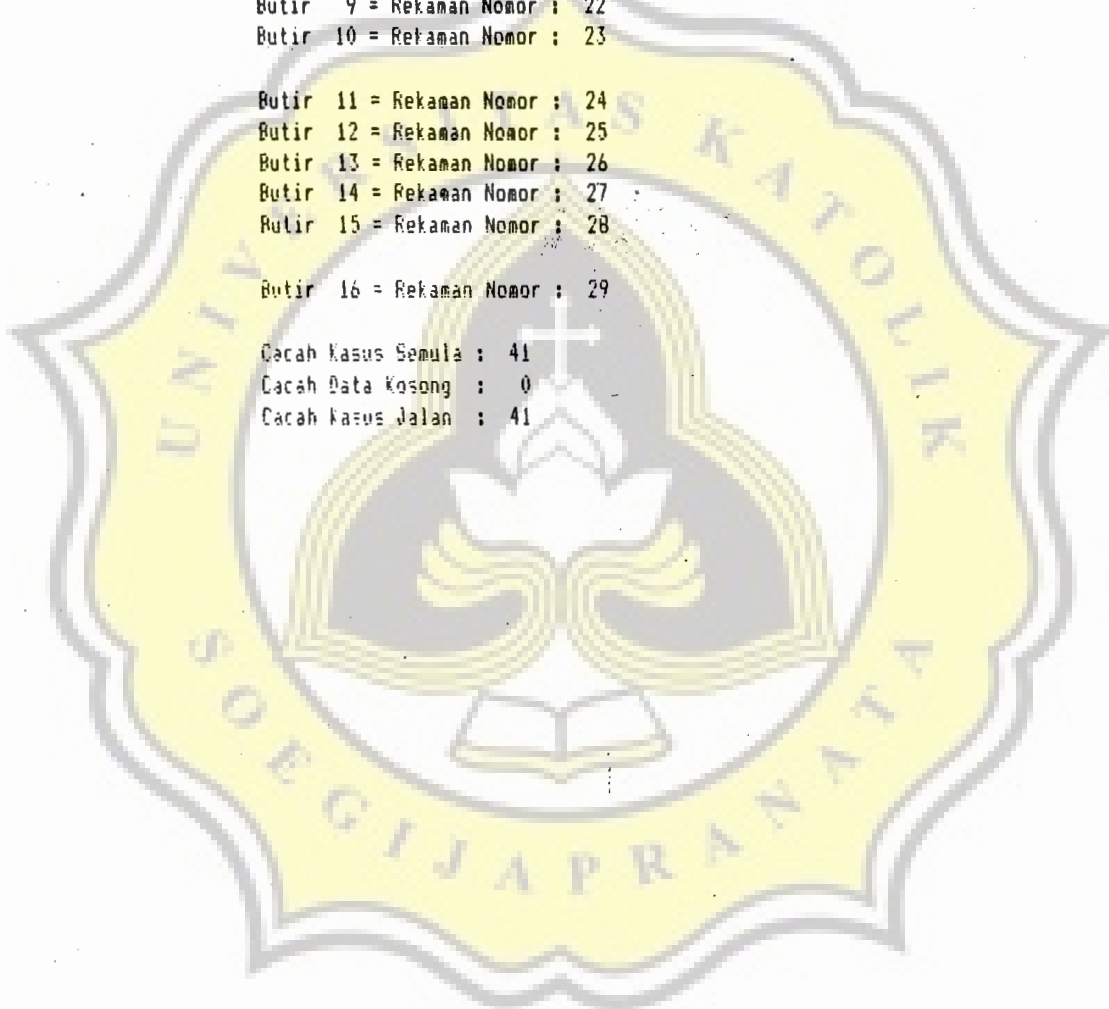 Butir 9 = Rekaman Nomor : 22
Butir 10 = Rekaman Nomor : 23
Butir 11 = Rekaman Nomor : 24
Butir 12 = Rekaman Nomor : 25
Butir 13 = Rekaman Nomor : 26
Butir 14 = Rekaman Nomor : 27
Butir 15 = Rekaman Nomor : 28
Butir 16 = Rekaman Nomor : 29
Cacah Kasus Semula : 41
Cacah Data Kosong : 0
Cacah Kasus Jalan : 41
UNIVERSITAS KATOLIK
SOEGIJAPRANATA